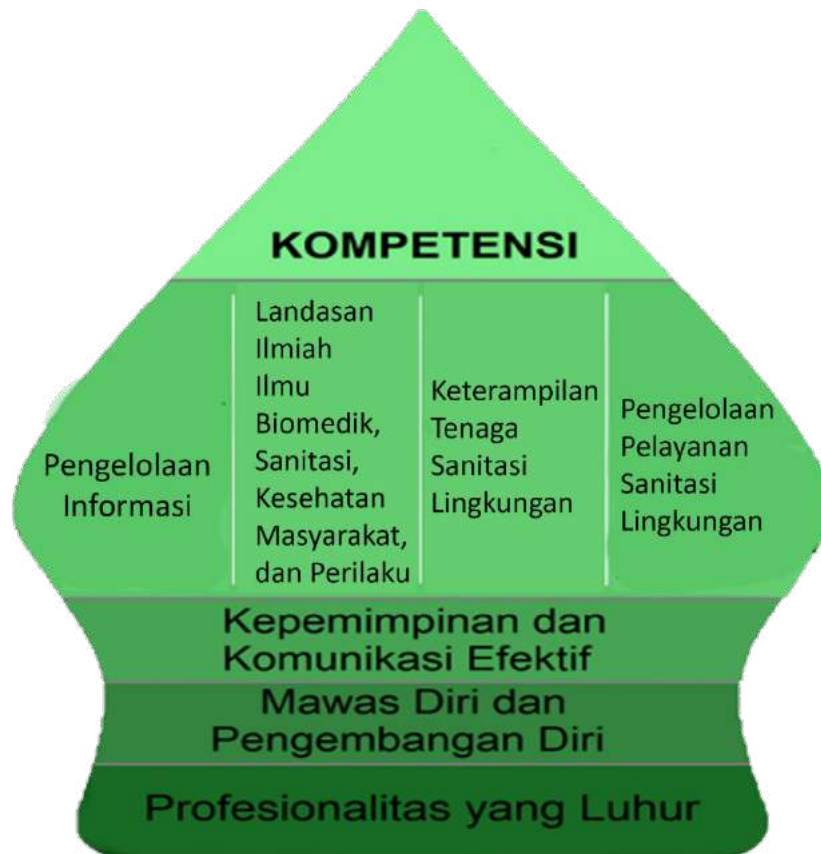 KOMPETENSI
Pengelolaan
Informasi
Landasan
Ilmiah
Ilmu
Biomedik,
Sanitasi,
Kesehatan
Masyarakat,
dan Perilaku
Keterampilan
Tenaga
Sanitasi
Lingkungan
Pengelolaan
Pelayanan
Sanitasi
Lingkungan
Kepemimpinan dan
Komunikasi Efektif
Mawas Diri dan
Pengembangan Diri
Profesionalitas yang Luhur